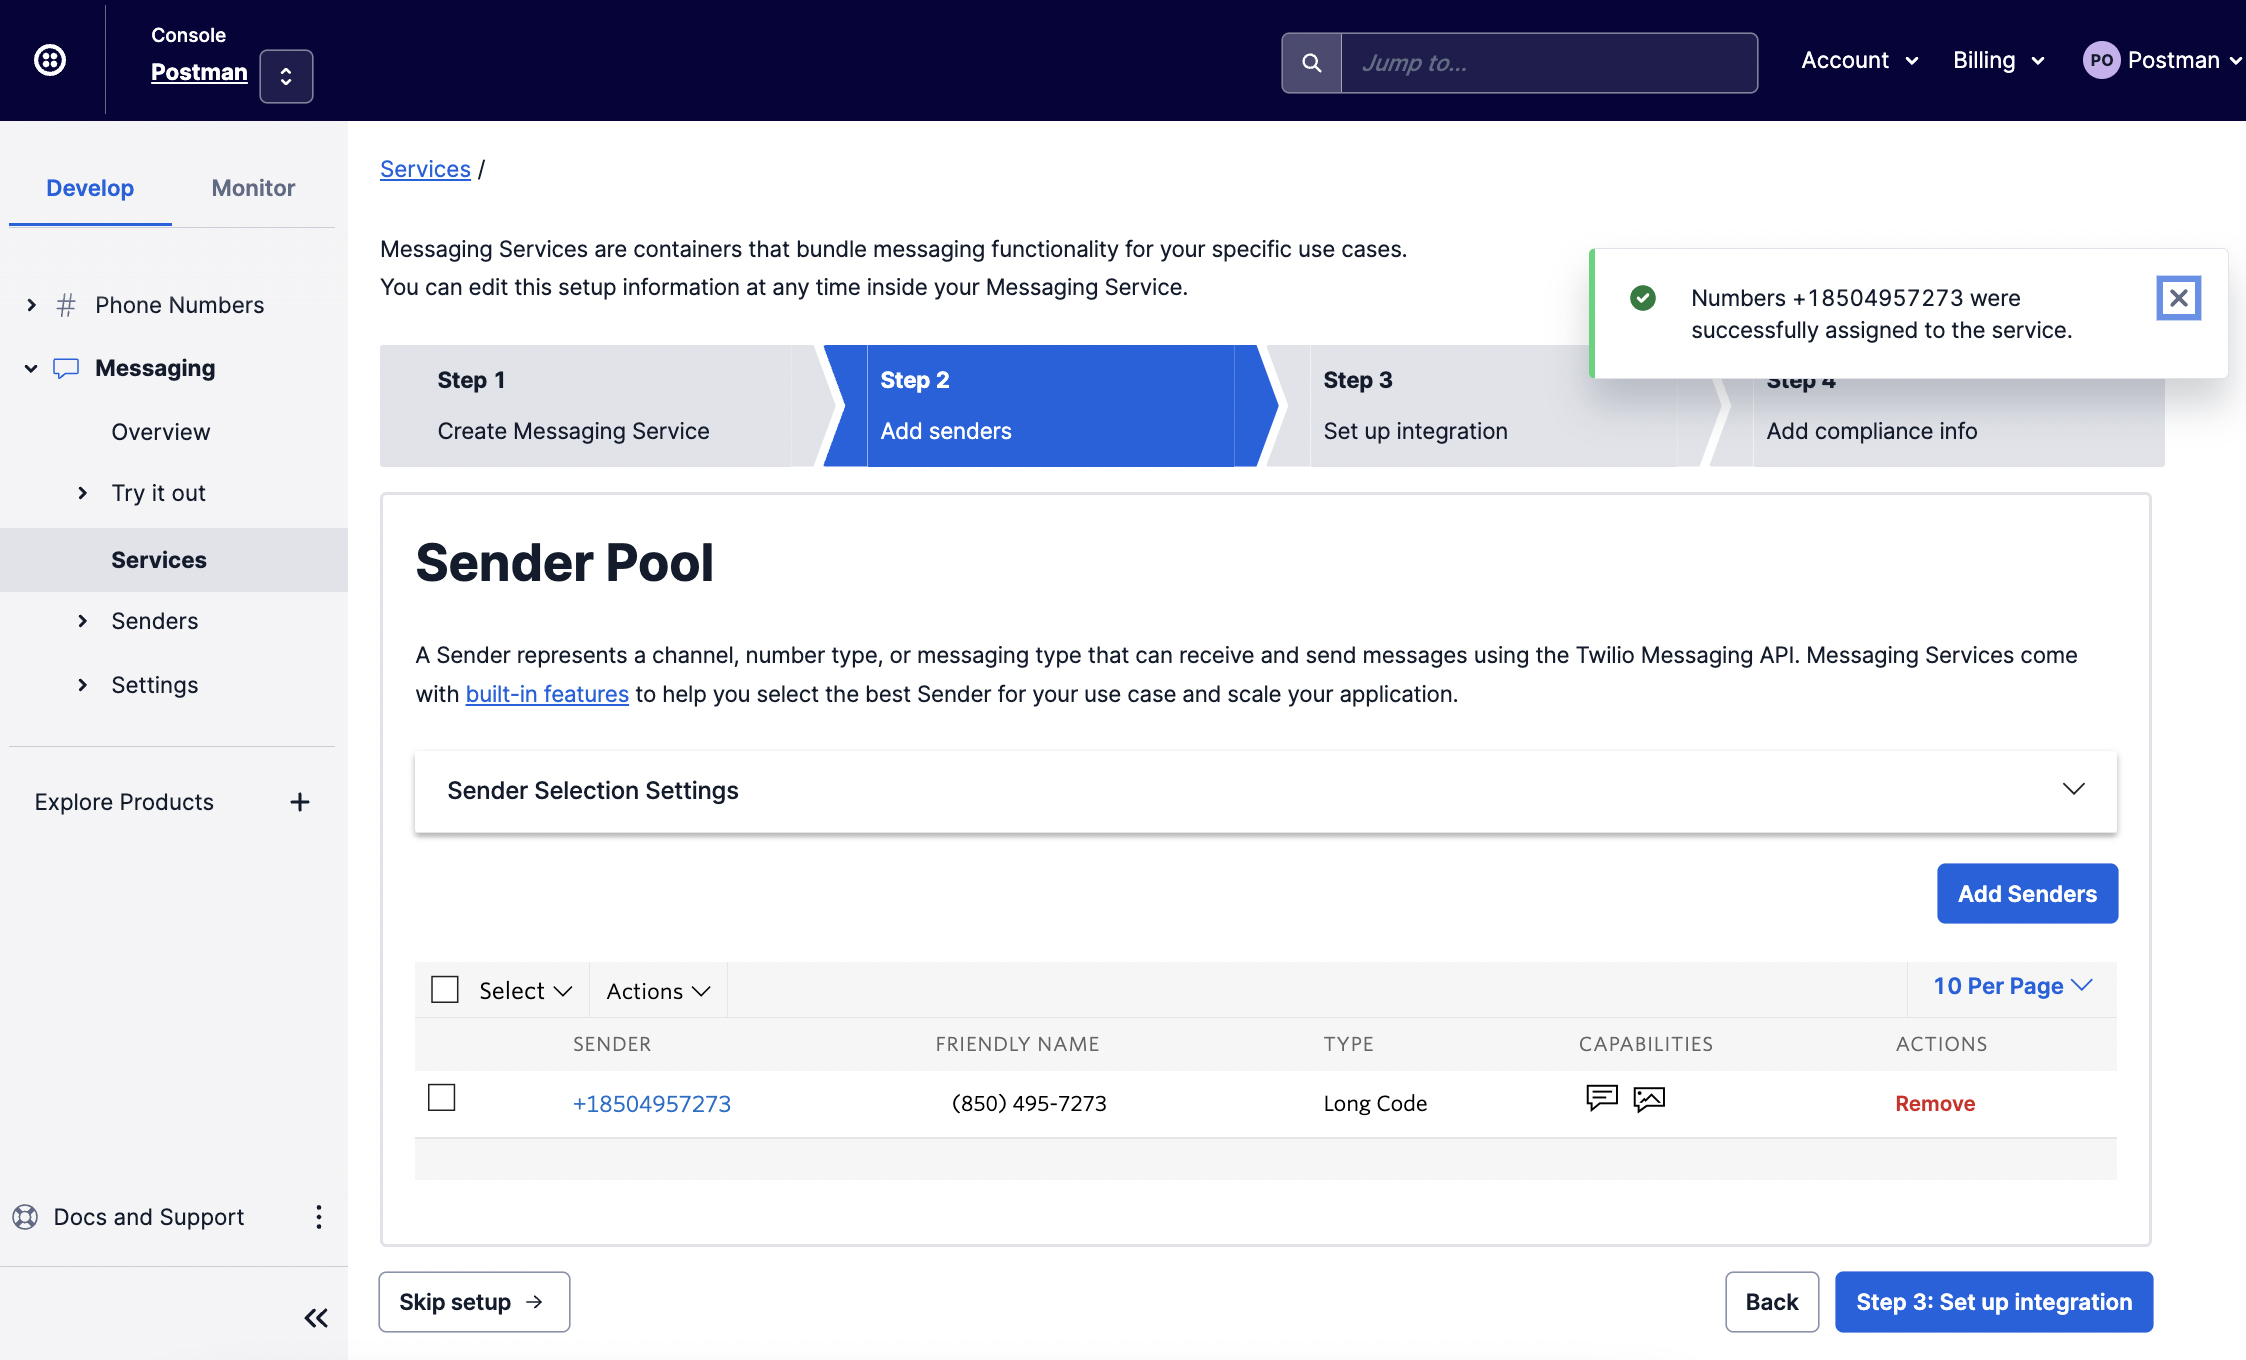 Console
Postman
Jump to...
Account
Billing
PO
Postman
Develop
Monitor
Phone Numbers
Messaging
Overview
Try it out
Services
Senders
Settings
Explore Products
Docs and Support
Services /
Messaging Services are containers that bundle messaging functionality for your specific use cases.
You can edit this setup information at any time inside your Messaging Service.
Numbers +18504957273 were
successfully assigned to the service.
Step 1
Create Messaging Service
Step 2
Add senders
Step 3
Set up integration
Step 4
Add compliance info
Sender Pool
A Sender represents a channel, number type, or messaging type that can receive and send messages using the Twilio Messaging API. Messaging Services come
with built-in features to help you select the best Sender for your use case and scale your application.
Sender Selection Settings
Add Senders
Select
Actions
10 Per Page
SENDER
FRIENDLY NAME
TYPE
CAPABILITIES
ACTIONS
+18504957273
(850) 495-7273
Long Code
Remove
Skip setup →
Back
Step 3: Set up integration